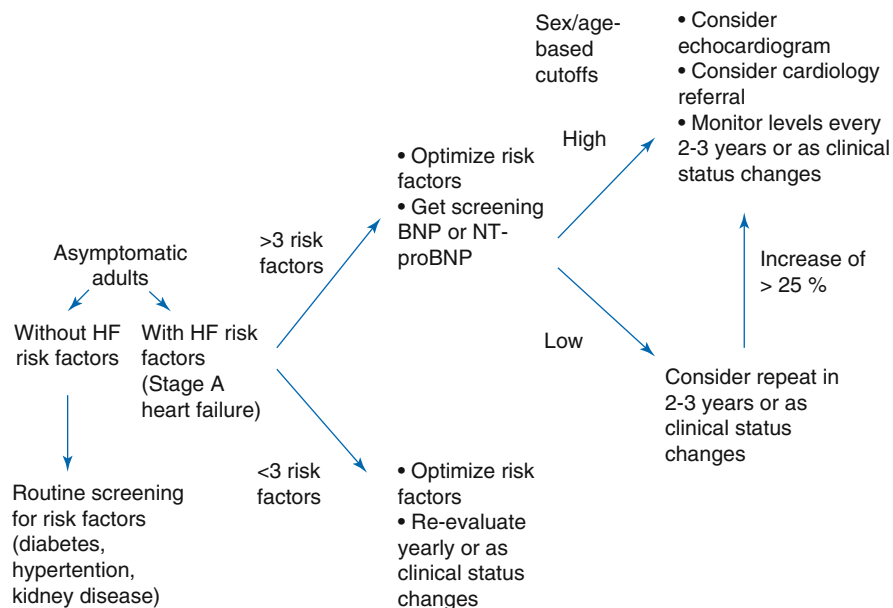 Asymptomatic
adults
Without HF
risk factors
With HF risk
factors
(Stage A
heart failure)
Routine screening
for risk factors
(diabetes,
hypertention,
kidney disease)
>3 risk
factors
<3 risk
factors
• Optimize risk
factors
• Get screening
BNP or NT-
proBNP
• Optimize risk
factors
• Re-evaluate
yearly or as
clinical status
changes
Sex/age-
based
cutoffs
High
Low
• Consider
echocardiogram
• Consider cardiology
referral
• Monitor levels every
2-3 years or as clinical
status changes
Increase of
> 25 %
Consider repeat in
2-3 years or as
clinical status
changes